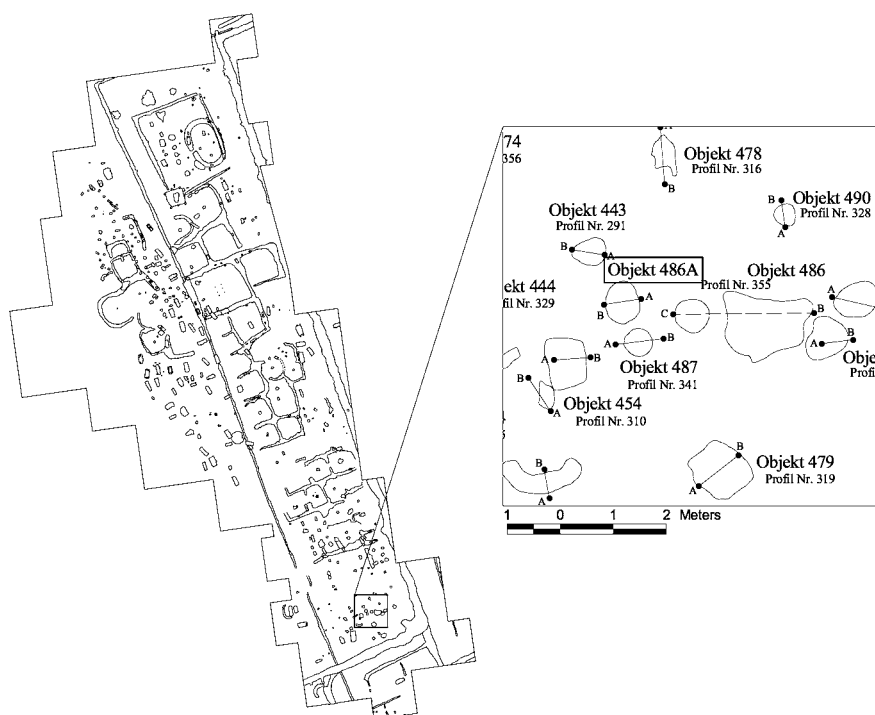 74
356
A
Objekt 478
Profil Nr. 316
B
B
Objekt 490
Profil Nr. 328
A
Objekt 443
Profil Nr. 291
B
A
Objekt 486A
Objekt 486
Profil Nr. 355
ekt 444
fil Nr. 329
A
B
C
B
A
A
B
Obje
Profil
A
B
Objekt 487
Profil Nr. 341
A
B
B
A
Objekt 454
Profil Nr. 310
B
A
B
A
Objekt 479
Profil Nr. 319
1 0 1 2 Meters